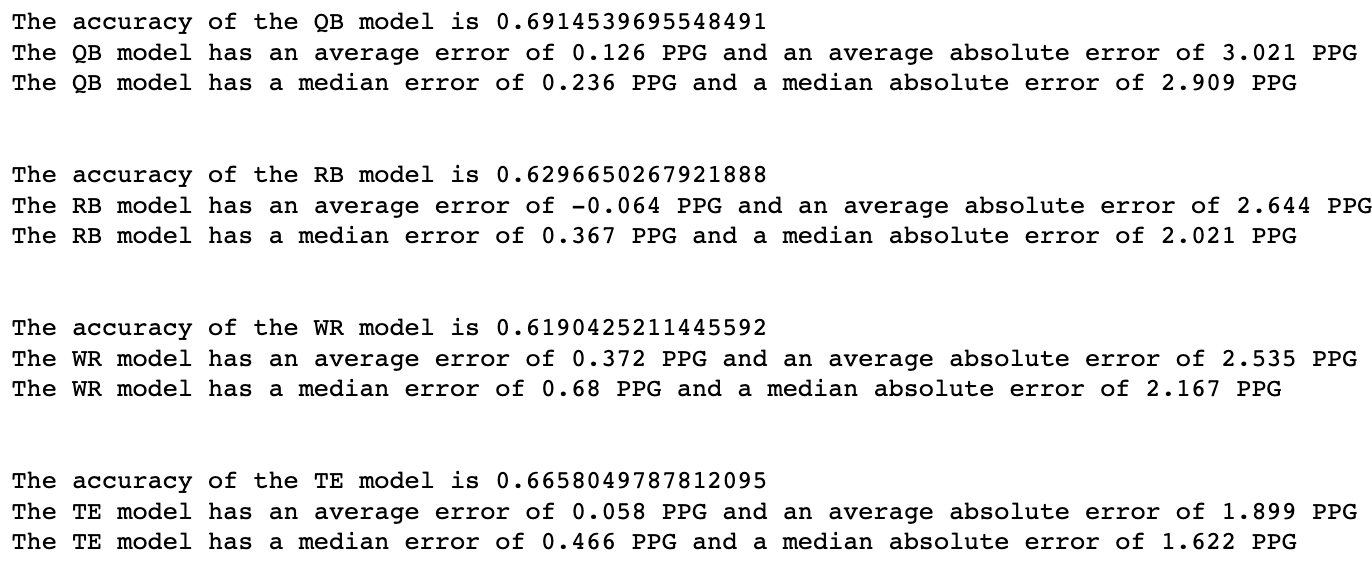 The accuracy of the QB model is 0.6914539695548491
The QB model has an average error of 0.126 PPG and an average absolute error of 3.021 PPG
The QB model has a median error of 0.236 PPG and a median absolute error of 2.909 PPG
The accuracy of the RB model is 0.6296650267921888
The RB model has an average error of -0.064 PPG and an average absolute error of 2.644 PPG
The RB model has a median error of 0.367 PPG and a median absolute error of 2.021 PPG
The accuracy of the WR model is 0.6190425211445592
The WR model has an average error of 0.372 PPG and an average absolute error of 2.535 PPG
The WR model has a median error of 0.68 PPG and a median absolute error of 2.167 PPG
The accuracy of the TE model is 0.6658049787812095
The TE model has an average error of 0.058 PPG and an average absolute error of 1.899 PPG
The TE model has a median error of 0.466 PPG and a median absolute error of 1.622 PPG